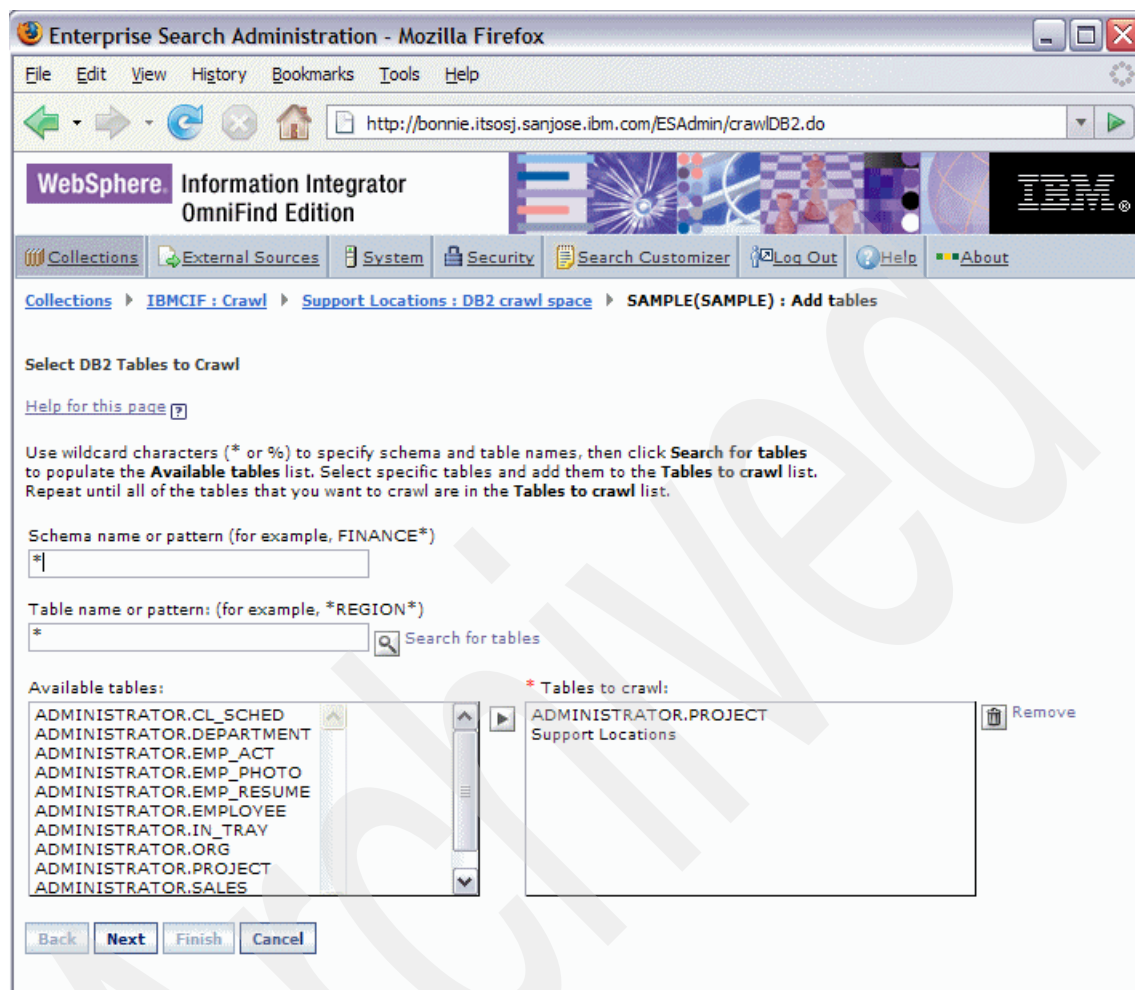 Enterprise Search Administration - Mozilla Firefox
File Edit View History Bookmarks Tools Help
http://bonnie.itsosj.sanjose.ibm.com/ESAdmin/crawlDB2.do
WebSphere. Information Integrator
OmniFind Edition
IBM®
Collections External Sources System Security Search Customizer Log Out Help About
Collections IBMCIF : Crawl Support Locations : DB2 crawl space SAMPLE(SAMPLE) : Add tables
Select DB2 Tables to Crawl
Help for this page ?
Use wildcard characters (* or %) to specify schema and table names, then click Search for tables
to populate the Available tables list. Select specific tables and add them to the Tables to crawl list.
Repeat until all of the tables that you want to crawl are in the Tables to crawl list.
Schema name or pattern (for example, FINANCE*)
*
Table name or pattern: (for example, *REGION*)
*
Search for tables
Available tables:
ADMINISTRATOR.CL_SCHED
ADMINISTRATOR.DEPARTMENT
ADMINISTRATOR.EMP_ACT
ADMINISTRATOR.EMP_PHOTO
ADMINISTRATOR.EMP_RESUME
ADMINISTRATOR.EMPLOYEE
ADMINISTRATOR.IN_TRAY
ADMINISTRATOR.ORG
ADMINISTRATOR.PROJECT
ADMINISTRATOR.SALES
* Tables to crawl:
ADMINISTRATOR.PROJECT
Support Locations
Remove
Back Next Finish Cancel
Archived